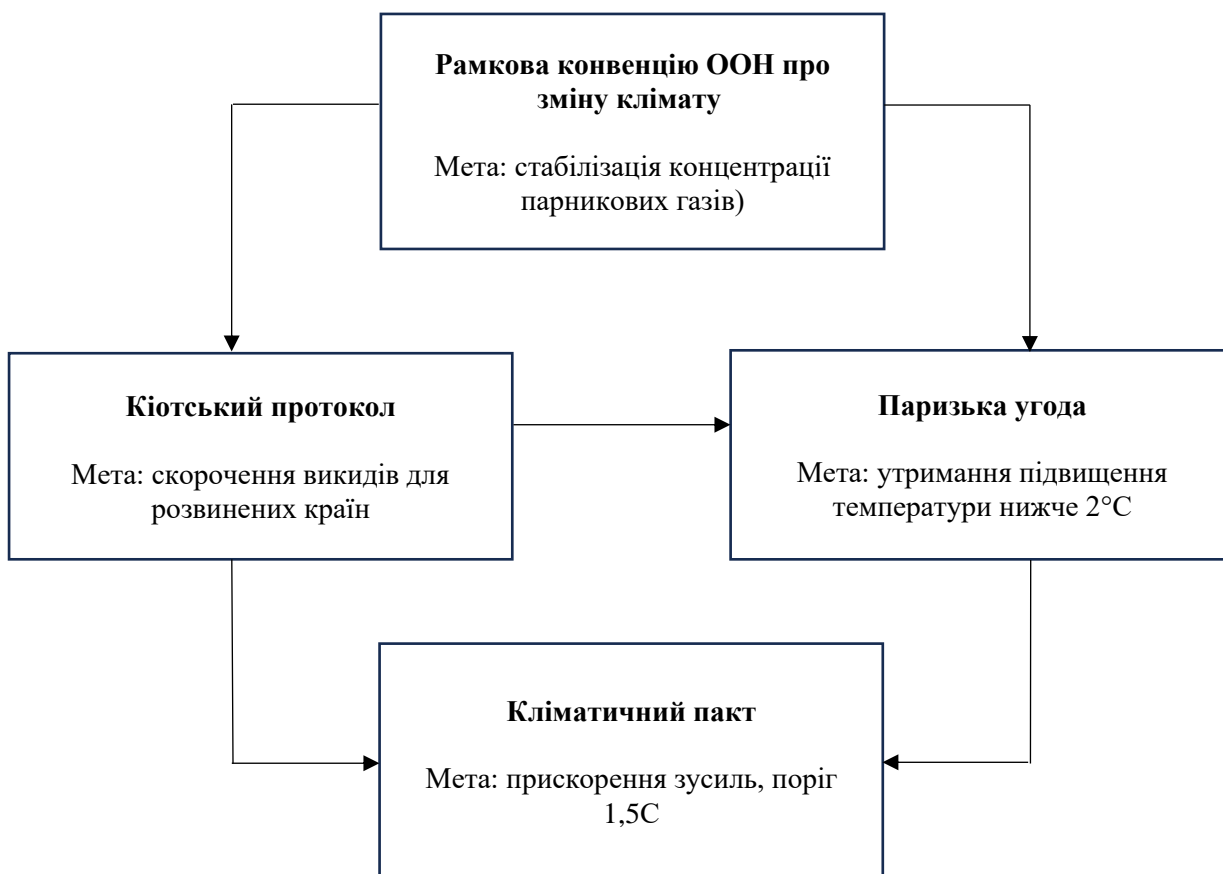 Рамкова конвенцію ООН про
зміну клімату
Мета: стабілізація концентрації
парникових газів)
Кіотський протокол
Мета: скорочення викидів для
розвинених країн
Паризька угода
Мета: утримання підвищення
температури нижче 2°C
Кліматичний пакт
Мета: прискорення зусиль, поріг
1,5С